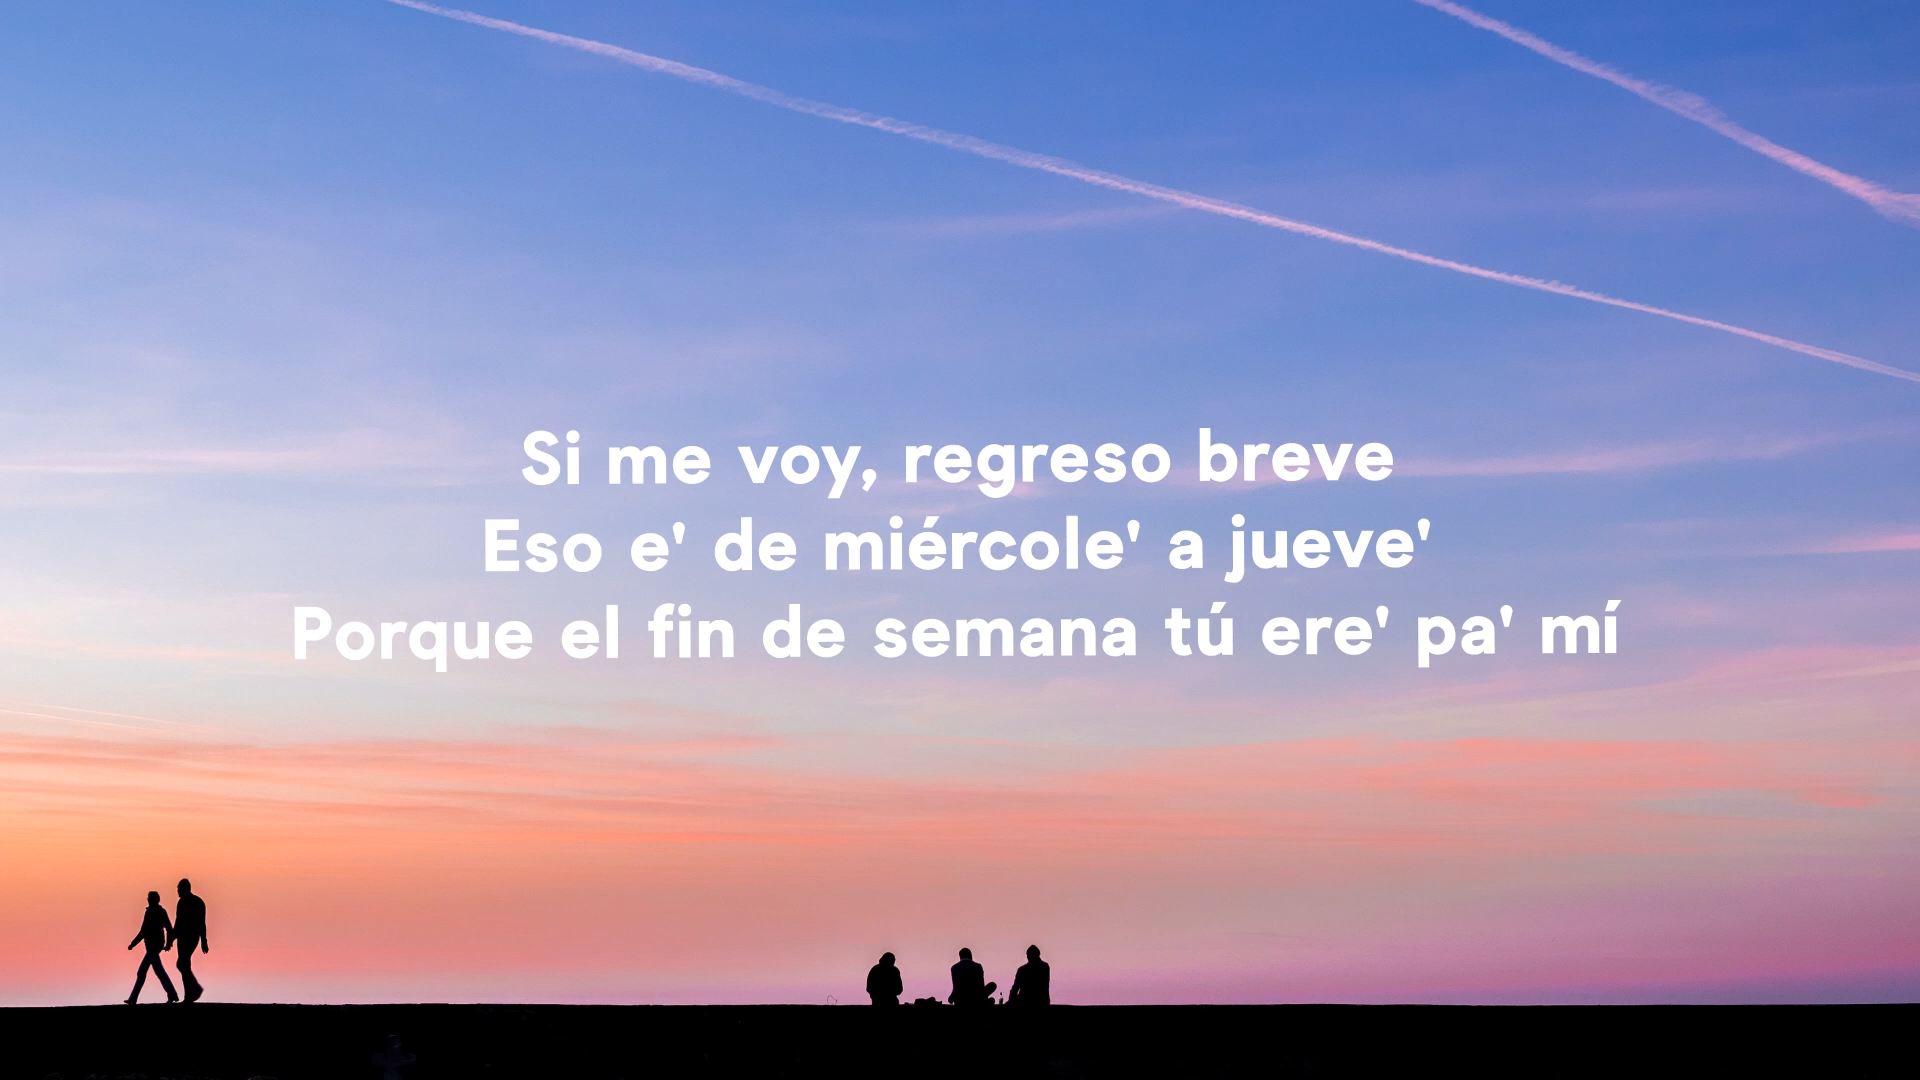 Si me voy, regreso breve
Eso e' de miércole' a jueve'
Porque el fin de semana tú ere' pa' mí